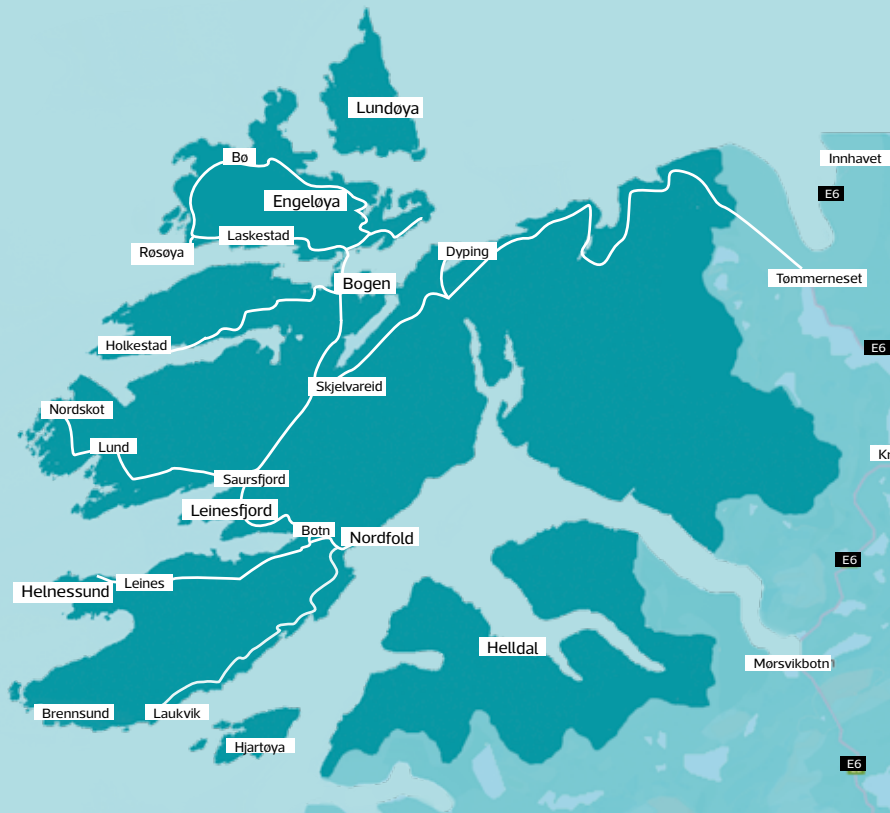 Lundøya
Bø
Innhavet
E6
Engeløya
Laskestad
Røsøya
Dyping
Bogen
Tømmerneset
Holkestad
E6
Skjelvareid
Nordskot
Lund
Kr
Saursfjord
Leinesfjord
Botn
Nordfold
E6
Leines
Helnessund
Helldal
Mørsvikbotn
Brennsund
Laukvik
Hjartøya
E6